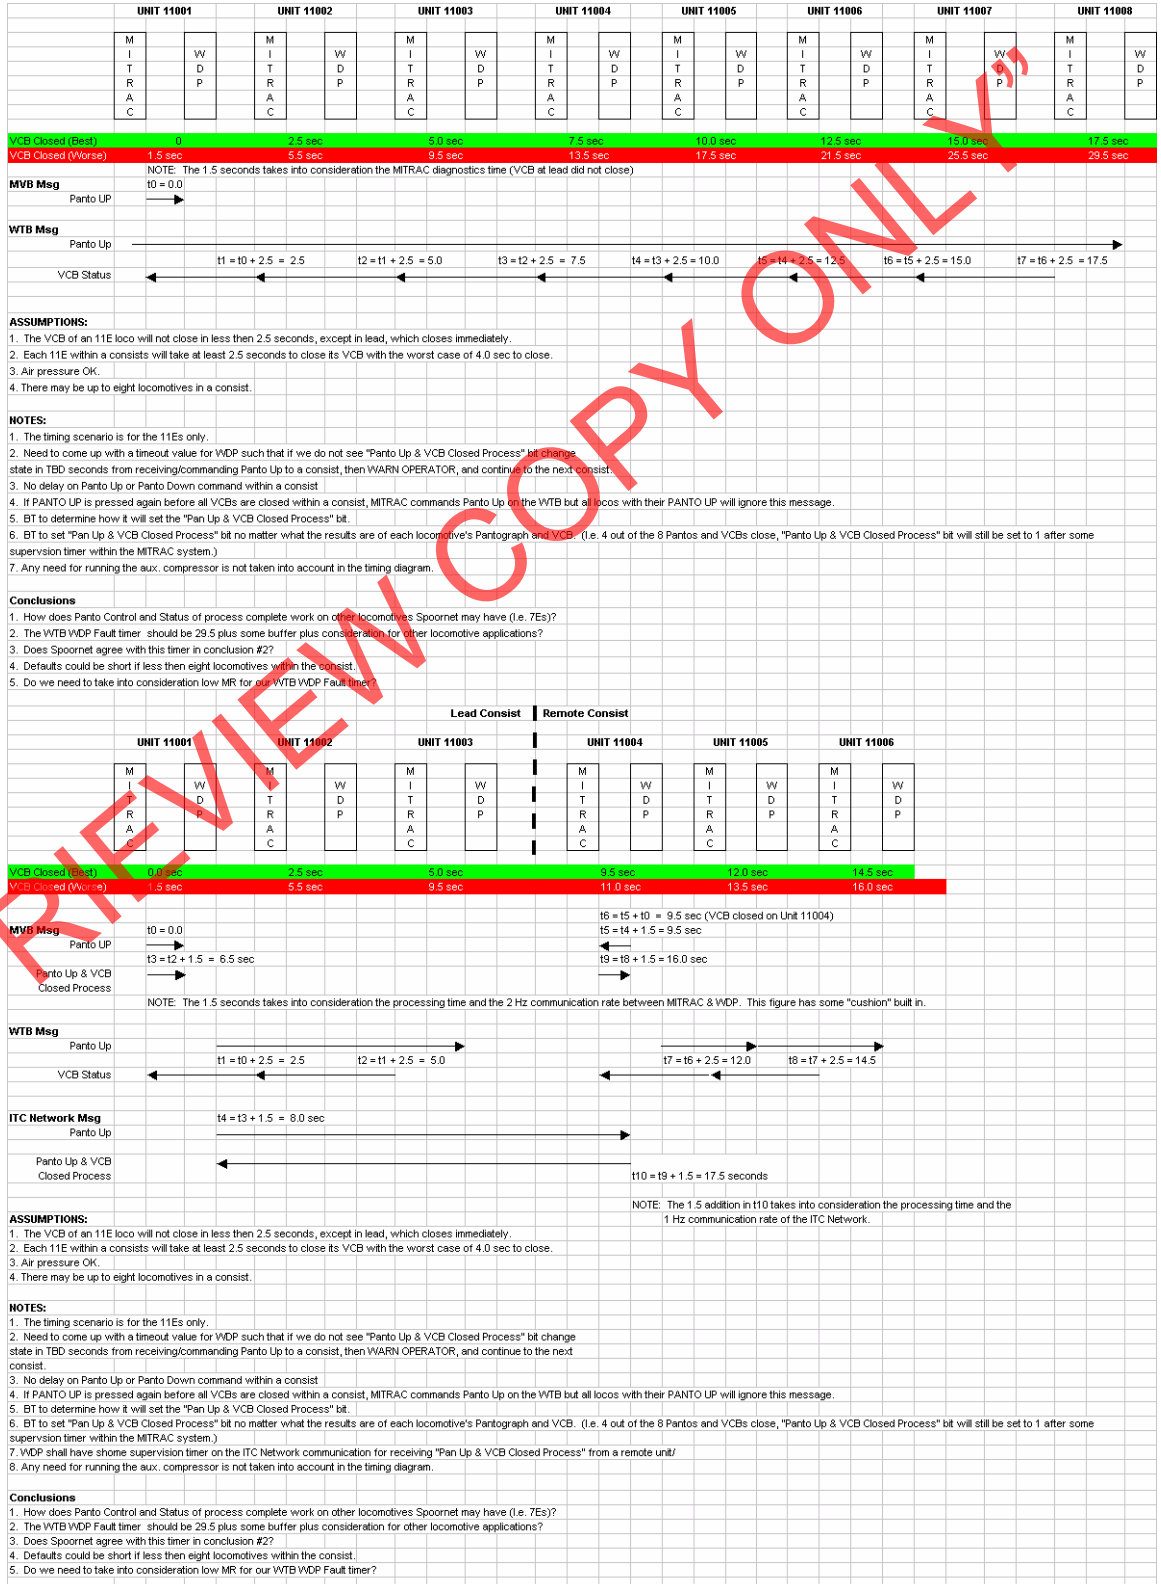 UNIT 11001 UNIT 11002 UNIT 11003 UNIT 11004 UNIT 11005 UNIT 11006 UNIT 11007 UNIT 11008
MITRAC WDP MITRAC WDP MITRAC WDP MITRAC WDP MITRAC WDP MITRAC WDP MITRAC WDP MITRAC WDP
VCB Closed (Best) 0 2.5 sec 5.0 sec 7.5 sec 10.0 sec 12.5 sec 15.0 sec 17.5 sec
VCB Closed (Worse) 1.5 sec 5.5 sec 9.5 sec 13.5 sec 17.5 sec 21.5 sec 25.5 sec 29.5 sec
NOTE: The 1.5 seconds takes into consideration the MITRAC diagnostics time (VCB at lead did not close)
MVB Msg t0 = 0.0
Panto UP
WTB Msg
Panto Up
t1 = t0 + 2.5 = 2.5 t2 = t1 + 2.5 = 5.0 t3 = t2 + 2.5 = 7.5 t4 = t3 + 2.5 = 10.0 t5 = t4 + 2.5 = 12.5 t6 = t5 + 2.5 = 15.0 t7 = t6 + 2.5 = 17.5
VCB Status
ASSUMPTIONS:
1. The VCB of an 11E loco will not close in less then 2.5 seconds, except in lead, which closes immediately.
2. Each 11E within a consists will take at least 2.5 seconds to close its VCB with the worst case of 4.0 sec to close.
3. Air pressure OK.
4. There may be up to eight locomotives in a consist.
NOTES:
1. The timing scenario is for the 11Es only.
2. Need to come up with a timeout value for WDP such that if we do not see "Panto Up & VCB Closed Process" bit change
state in TBD seconds from receiving/commanding Panto Up to a consist, then WARN OPERATOR, and continue to the next consist.
3. No delay on Panto Up or Panto Down command within a consist
4. If PANTO UP is pressed again before all VCBs are closed within a consist, MITRAC commands Panto Up on the WTB but all locos with their PANTO UP will ignore this message.
5. BT to determine how it will set the "Pan Up & VCB Closed Process" bit.
6. BT to set "Pan Up & VCB Closed Process" bit no matter what the results are of each locomotive's Pantograph and VCB. (I.e. 4 out of the 8 Pantos and VCBs close, "Panto Up & VCB Closed Process" bit will still be set to 1 after some
supervsion timer within the MITRAC system.)
7. Any need for running the aux. compressor is not taken into account in the timing diagram.
Conclusions
1. How does Panto Control and Status of process complete work on other locomotives Spoornet may have (I.e. 7Es)?
2. The WTB WDP Fault timer should be 29.5 plus some buffer plus consideration for other locomotive applications?
3. Does Spoornet agree with this timer in conclusion #2?
4. Defaults could be short if less then eight locomotives within the consist.
5. Do we need to take into consideration low MR for our WTB WDP Fault timer?
Lead Consist Remote Consist
UNIT 11001 UNIT 11002 UNIT 11003 UNIT 11004 UNIT 11005 UNIT 11006
MITRAC WDP MITRAC WDP MITRAC WDP MITRAC WDP MITRAC WDP MITRAC WDP
VCB Closed (Best) 0.0 sec 2.5 sec 5.0 sec 9.5 sec 12.0 sec 14.5 sec
VCB Closed (Worse) 1.5 sec 5.5 sec 9.5 sec 11.0 sec 13.5 sec 16.0 sec
t6 = t5 + t0 = 9.5 sec (VCB closed on Unit 11004)
MVB Msg t0 = 0.0 t5 = t4 + 1.5 = 9.5 sec
Panto UP
t3 = t2 + 1.5 = 6.5 sec t9 = t8 + 1.5 = 16.0 sec
Panto Up & VCB
Closed Process
NOTE: The 1.5 seconds takes into consideration the processing time and the 2 Hz communication rate between MITRAC & WDP. This figure has some "cushion" built in.
WTB Msg
Panto Up
t1 = t0 + 2.5 = 2.5 t2 = t1 + 2.5 = 5.0 t7 = t6 + 2.5 = 12.0 t8 = t7 + 2.5 = 14.5
VCB Status
ITC Network Msg t4 = t3 + 1.5 = 8.0 sec
Panto Up
Panto Up & VCB
Closed Process t10 = t9 + 1.5 = 17.5 seconds
NOTE: The 1.5 addition in t10 takes into consideration the processing time and the
1 Hz communication rate of the ITC Network.
ASSUMPTIONS:
1. The VCB of an 11E loco will not close in less then 2.5 seconds, except in lead, which closes immediately.
2. Each 11E within a consists will take at least 2.5 seconds to close its VCB with the worst case of 4.0 sec to close.
3. Air pressure OK.
4. There may be up to eight locomotives in a consist.
NOTES:
1. The timing scenario is for the 11Es only.
2. Need to come up with a timeout value for WDP such that if we do not see "Panto Up & VCB Closed Process" bit change
state in TBD seconds from receiving/commanding Panto Up to a consist, then WARN OPERATOR, and continue to the next
consist.
3. No delay on Panto Up or Panto Down command within a consist
4. If PANTO UP is pressed again before all VCBs are closed within a consist, MITRAC commands Panto Up on the WTB but all locos with their PANTO UP will ignore this message.
5. BT to determine how it will set the "Pan Up & VCB Closed Process" bit.
6. BT to set "Pan Up & VCB Closed Process" bit no matter what the results are of each locomotive's Pantograph and VCB. (I.e. 4 out of the 8 Pantos and VCBs close, "Panto Up & VCB Closed Process" bit will still be set to 1 after some
supervsion timer within the MITRAC system.)
7. WDP shall have shome supervision timer on the ITC Network communication for receiving "Pan Up & VCB Closed Process" from a remote unit/
8. Any need for running the aux. compressor is not taken into account in the timing diagram.
Conclusions
1. How does Panto Control and Status of process complete work on other locomotives Spoornet may have (I.e. 7Es)?
2. The WTB WDP Fault timer should be 29.5 plus some buffer plus consideration for other locomotive applications?
3. Does Spoornet agree with this timer in conclusion #2?
4. Defaults could be short if less then eight locomotives within the consist.
5. Do we need to take into consideration low MR for our WTB WDP Fault timer?
RIEVIEW COPY ONLY”